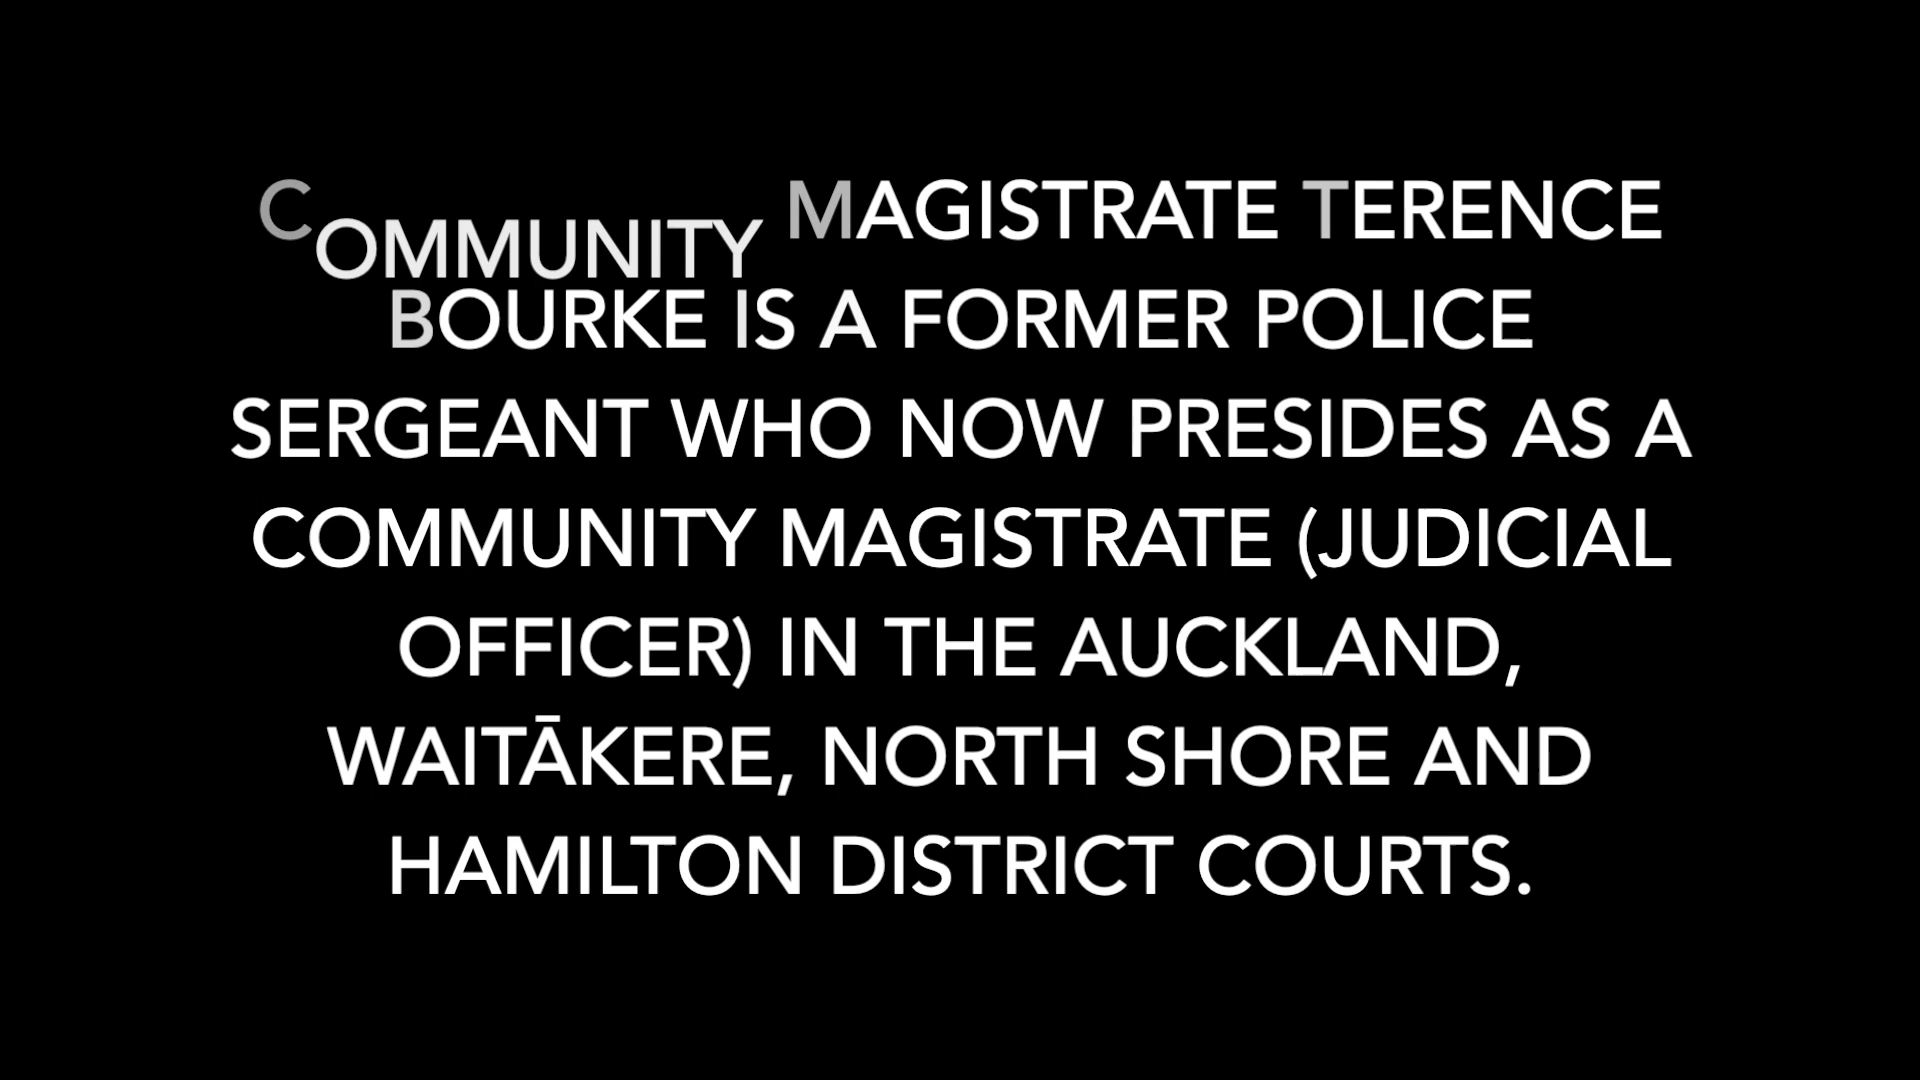 COMMUNITY MAGISTRATE TERENCE
BOURKE IS A FORMER POLICE
SERGEANT WHO NOW PRESIDES AS A
COMMUNITY MAGISTRATE (JUDICIAL
OFFICER) IN THE AUCKLAND,
WAITĀKERE, NORTH SHORE AND
HAMILTON DISTRICT COURTS.